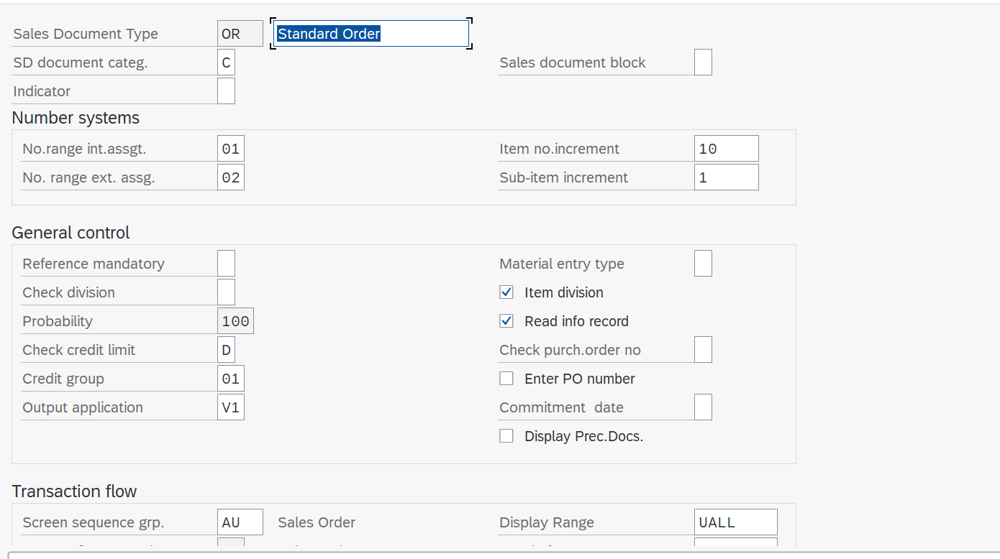 Sales Document Type OR Standard Order
SD document categ. C Sales document block
Indicator
Number systems
No.range int.assgt. 01 Item no.increment 10
No. range ext. assg. 02 Sub-item increment 1
General control
Reference mandatory Material entry type
Check division Item division
Probability 100 Read info record
Check credit limit D Check purch.order no
Credit group 01 Enter PO number
Output application V1 Commitment  date
Display Prec.Docs.
Transaction flow
Screen sequence grp. AU Sales Order Display Range UALL